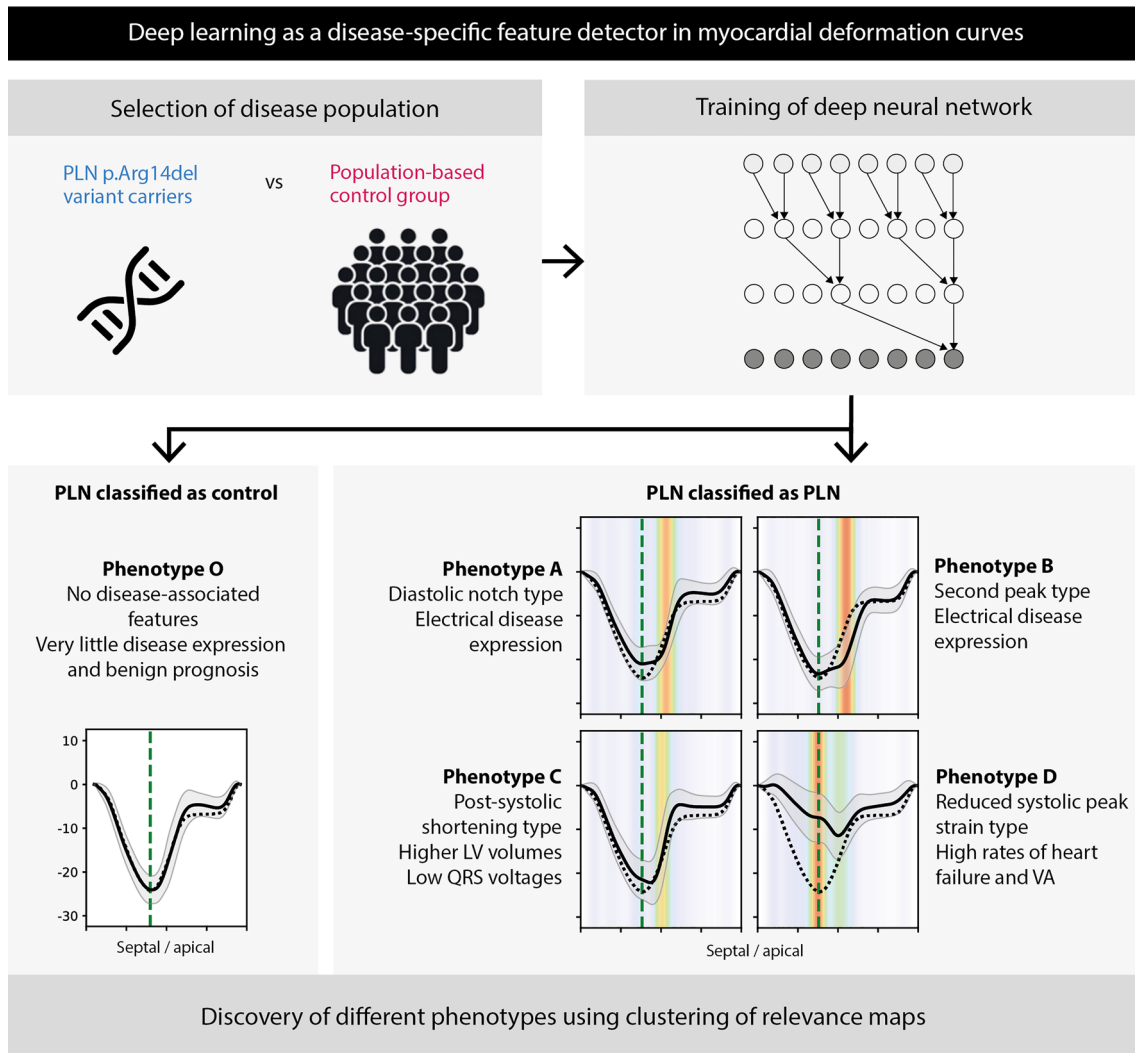 Deep learning as a disease-specific feature detector in myocardial deformation curves
Selection of disease population
PLN p.Arg14del
variant carriers
vs
Population-based
control group
Training of deep neural network
PLN classified as control
Phenotype O
No disease-associated
features
Very little disease expression
and benign prognosis
10
0
-10
-20
-30
Septal / apical
PLN classified as PLN
Phenotype A
Diastolic notch type
Electrical disease
expression
Phenotype B
Second peak type
Electrical disease
expression
Phenotype C
Post-systolic
shortening type
Higher LV volumes
Low QRS voltages
Phenotype D
Reduced systolic peak
strain type
High rates of heart
failure and VA
Septal / apical
Discovery of different phenotypes using clustering of relevance maps